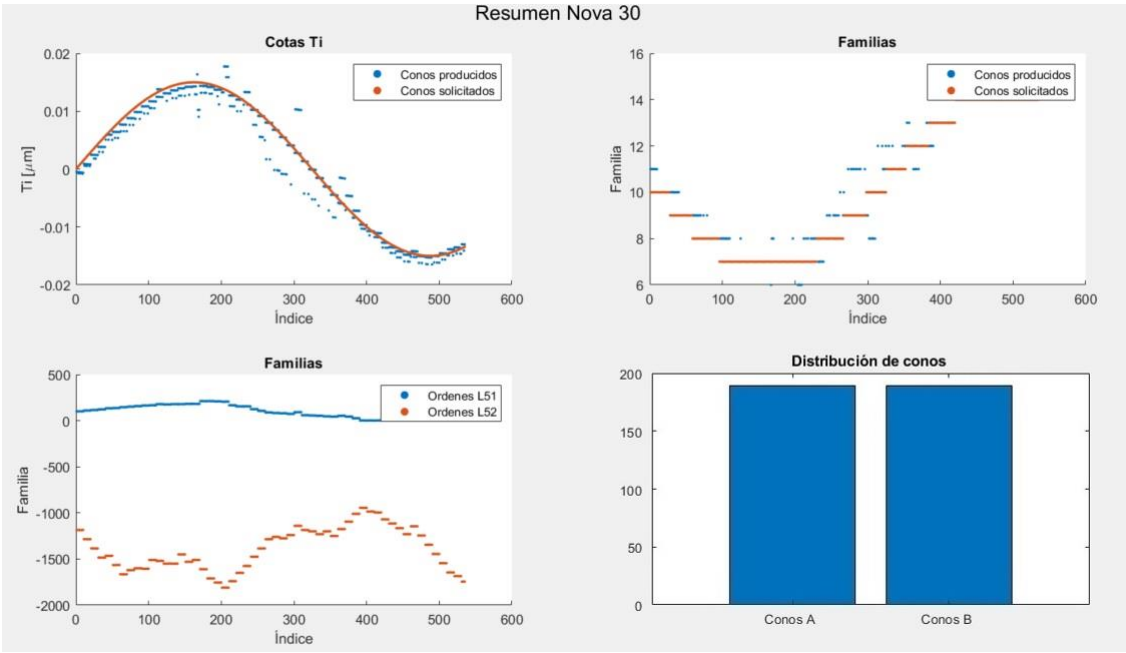 Resumen Nova 30
Cotas Ti
0.02
0.01
0
-0.01
-0.02
Ti [μm]
0 100 200 300 400 500 600
Índice
Conos producidos
Conos solicitados
Familias
16
14
12
10
8
6
Familia
0 100 200 300 400 500 600
Índice
Conos producidos
Conos solicitados
Familias
500
0
-500
-1000
-1500
-2000
Familia
0 100 200 300 400 500 600
Índice
Ordenes L51
Ordenes L52
Distribución de conos
200
150
100
50
0
Conos A Conos B